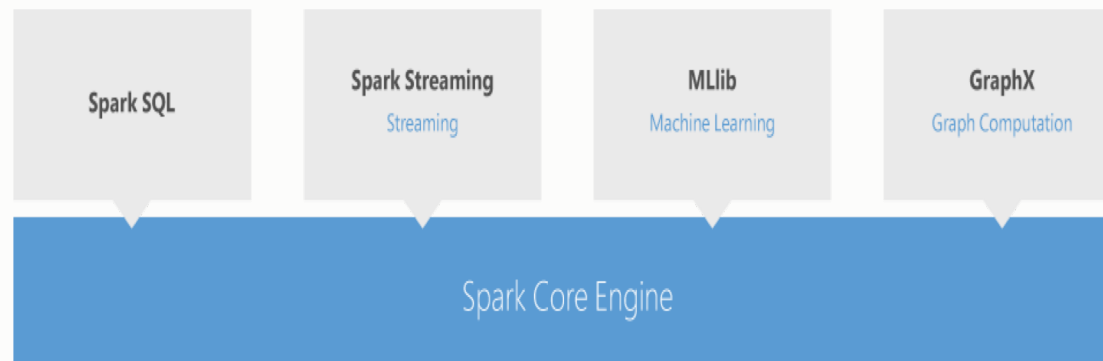 Spark SQL
Spark Streaming
Streaming
MLlib
Machine Learning
GraphX
Graph Computation
Spark Core Engine